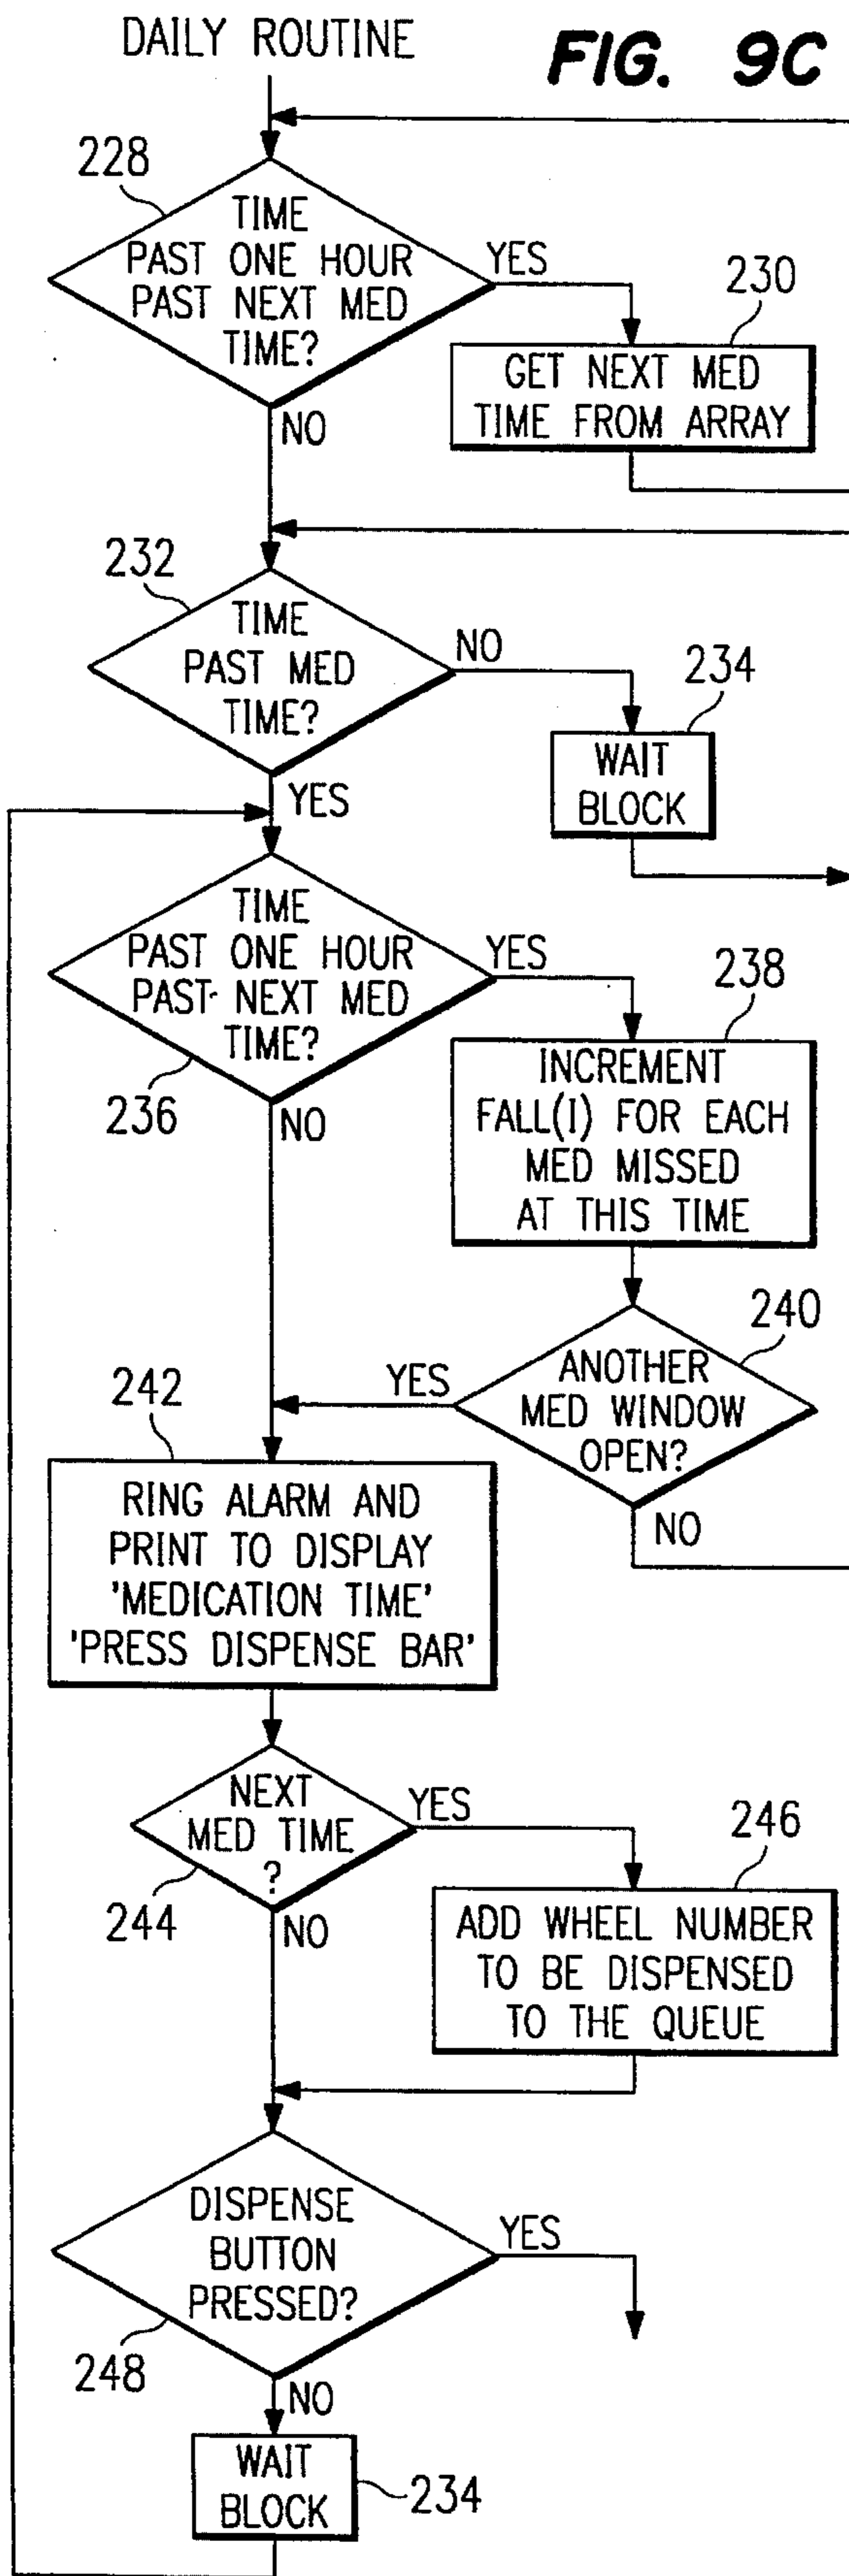 DAILY ROUTINE
FIG. 9C
228
TIME
PAST ONE HOUR
PAST NEXT MED
TIME?
YES
230
GET NEXT MED
TIME FROM ARRAY
NO
232
TIME
PAST MED
TIME?
NO
234
WAIT
BLOCK
YES
TIME
PAST ONE HOUR
PAST NEXT MED
TIME?
236
YES
238
INCREMENT
FALL(I) FOR EACH
MED MISSED
AT THIS TIME
NO
240
ANOTHER
MED WINDOW
OPEN?
YES
NO
242
RING ALARM AND
PRINT TO DISPLAY
'MEDICATION TIME'
'PRESS DISPENSE BAR'
NEXT
MED TIME
?
244
YES
246
ADD WHEEL NUMBER
TO BE DISPENSED
TO THE QUEUE
NO
DISPENSE
BUTTON
PRESSED?
248
YES
NO
WAIT
BLOCK
234